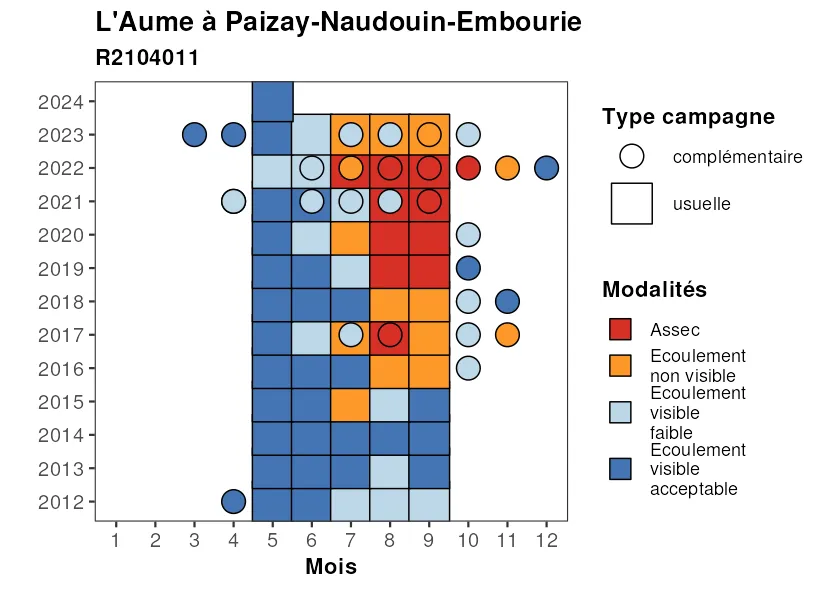 L'Aume à Paizay-Naudouin-Embourie
R2104011
2024
2023
2022
2021
2020
2019
2018
2017
2016
2015
2014
2013
2012
1 2 3 4 5 6 7 8 9 10 11 12
Mois
Type campagne
complémentaire
usuelle
Modalités
Assec
Ecoulement
non visible
Ecoulement
visible
faible
Ecoulement
visible
acceptable